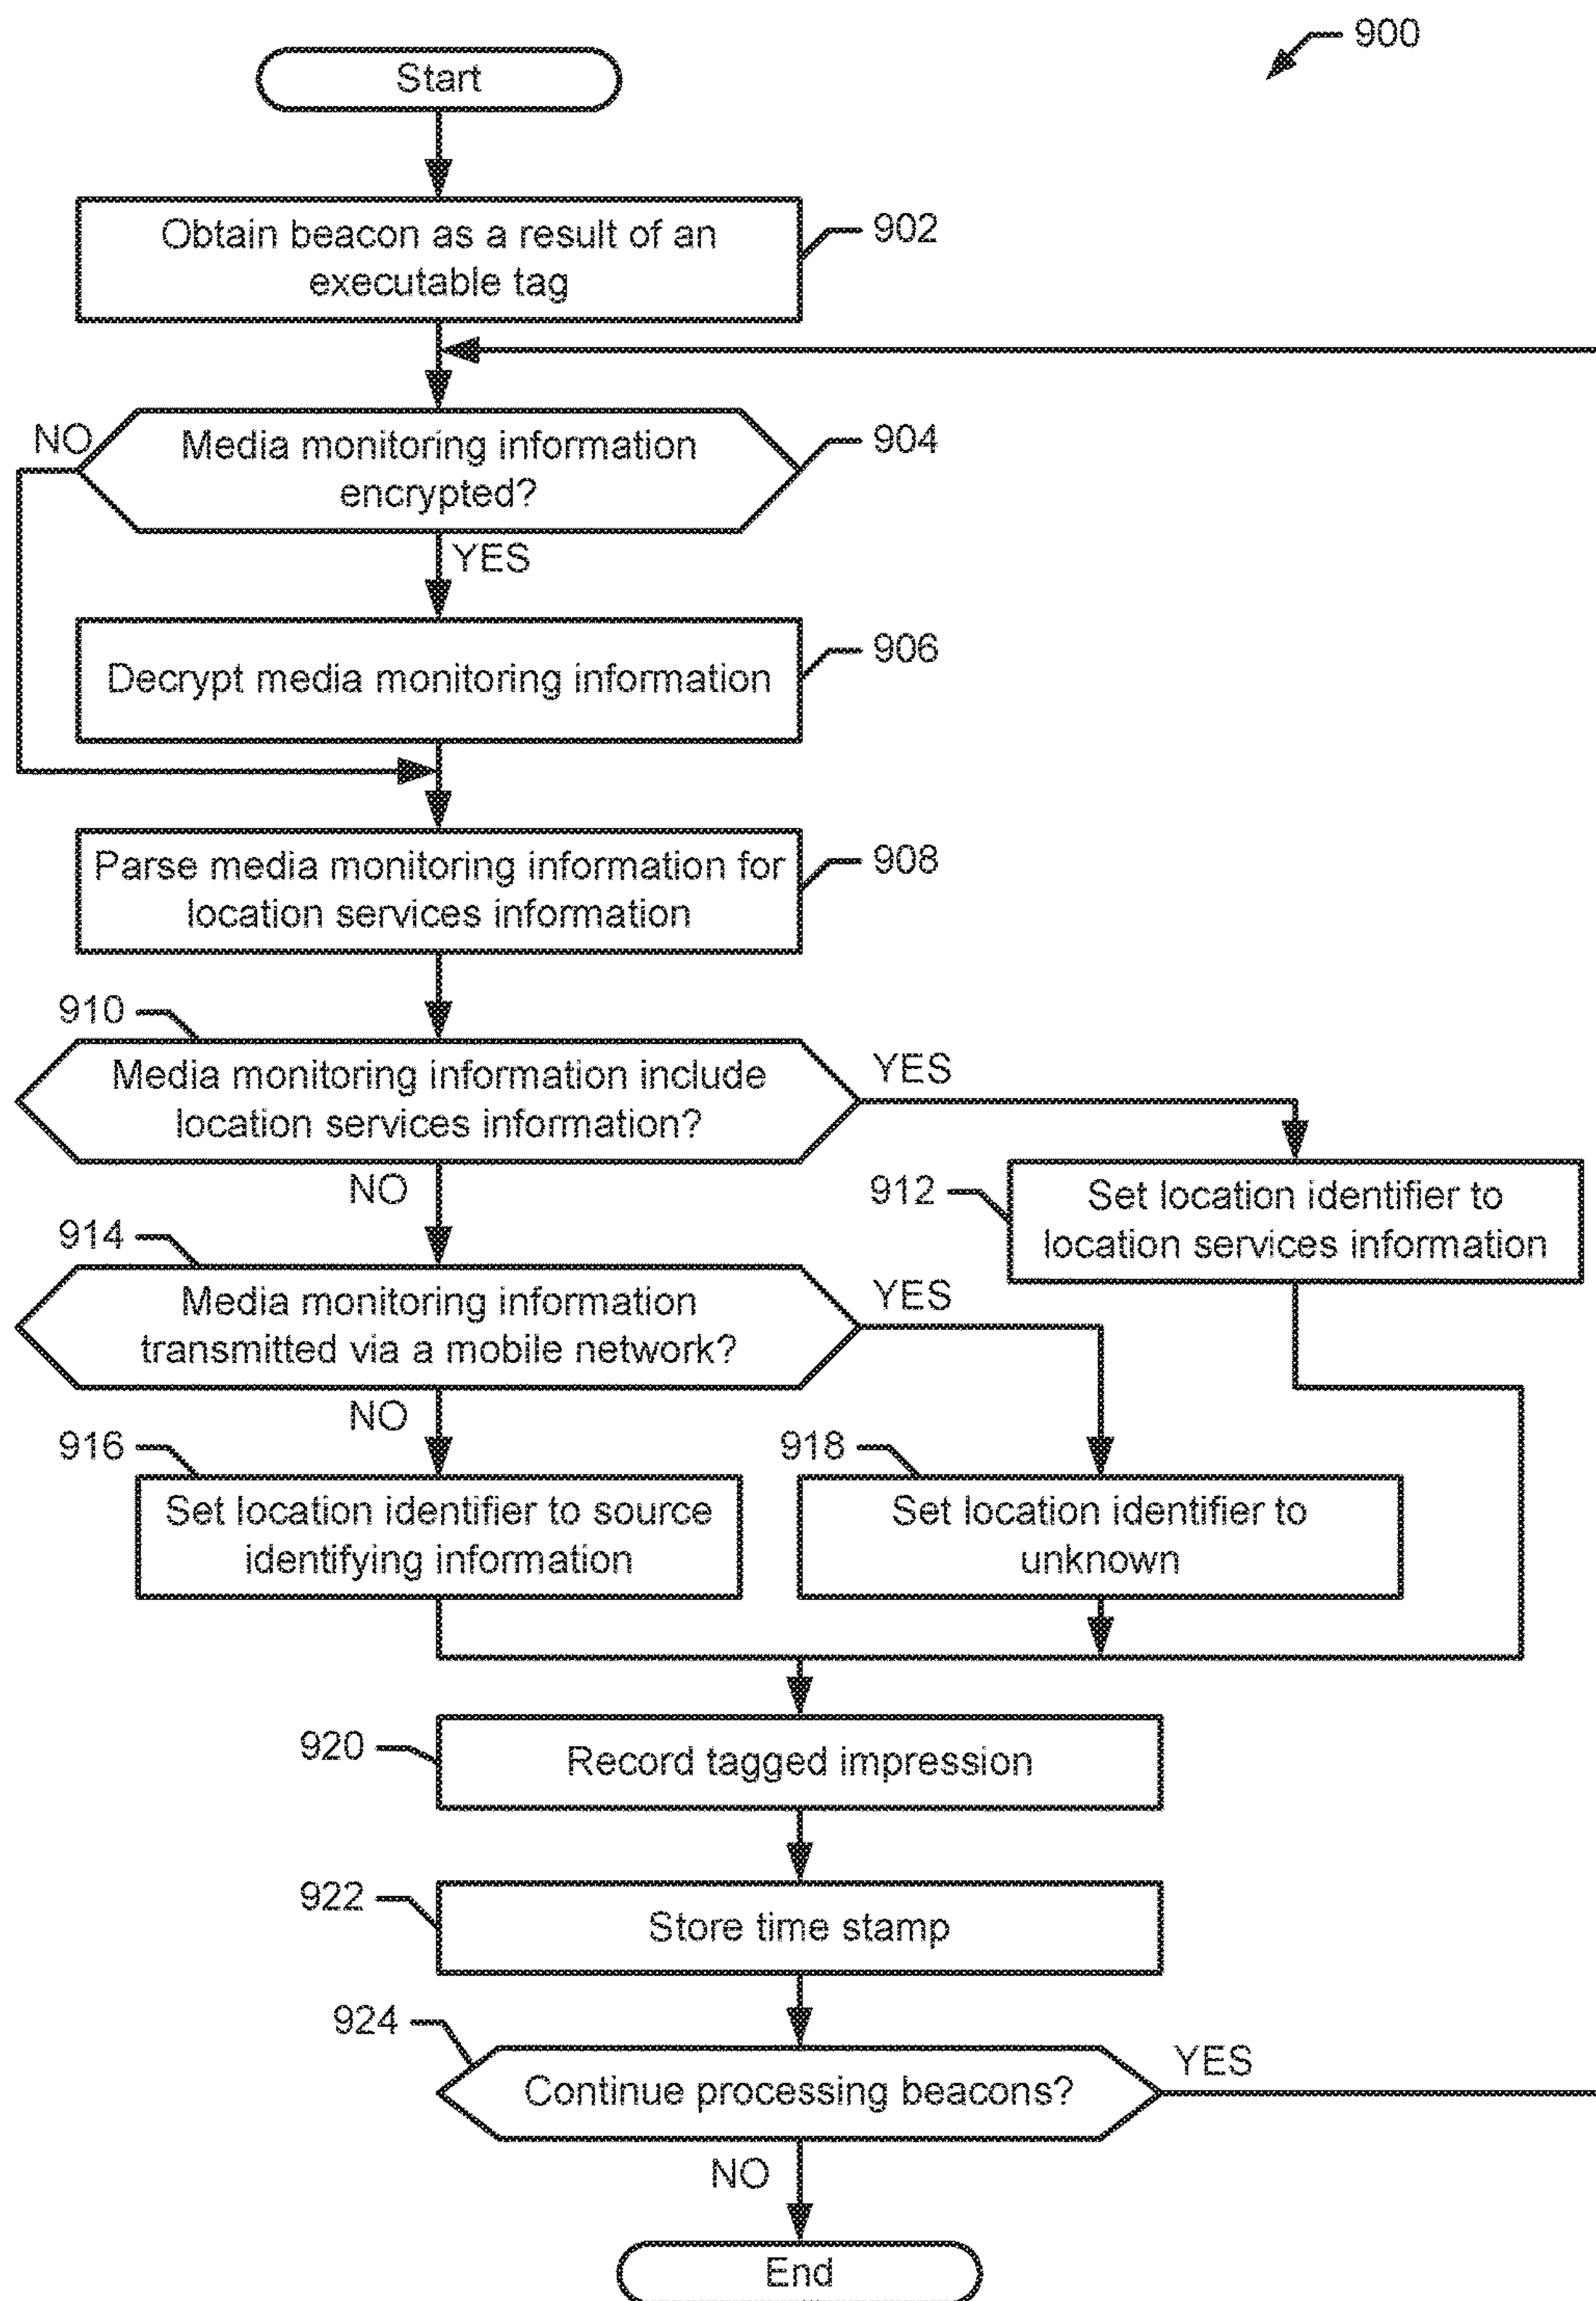 900
Start
Obtain beacon as a result of an
executable tag
902
NO
Media monitoring information
encrypted?
904
YES
Decrypt media monitoring information
906
Parse media monitoring information for
location services information
908
910
Media monitoring information include
location services information?
YES
NO
912
Set location identifier to
location services information
914
Media monitoring information
transmitted via a mobile network?
YES
NO
916
Set location identifier to source
identifying information
918
Set location identifier to
unknown
920
Record tagged impression
922
Store time stamp
924
Continue processing beacons?
YES
NO
End